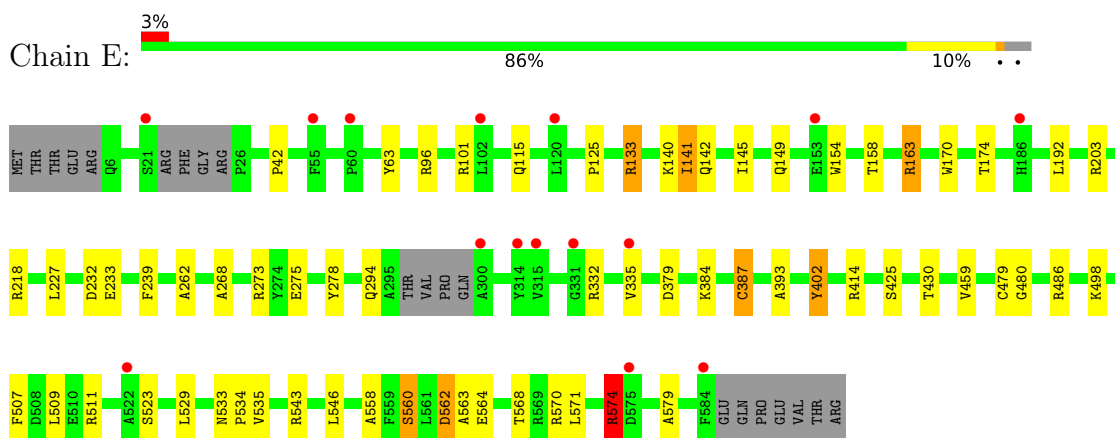 3%
Chain E:
86% 10% • •
MET THR THR GLU ARG Q6 S21 ARG PHE GLY ARG P26 P42 F55 P60 Y63 R96 R101 L102 Q115 L120 P125 R133 K140 I141 Q142 I145 Q149 E153 W154 T158 R163 W170 T174 H186 L192 R203
R218 L227 D232 E233 F239 A262 A268 R273 Y274 E275 Y278 Q294 A295 THR VAL PRO GLN A300 Y314 V315 G331 R332 V335 D379 K384 C387 A393 Y402 R414 S425 T430 V459 C479 G480 R486 K498
F507 D508 L509 E510 R511 A522 S523 L529 N533 P534 V535 R543 L546 A558 F559 S560 L561 D562 A563 E564 T568 R569 R570 L571 R574 D575 A579 F584 GLU GLN PRO GLU VAL THR ARG